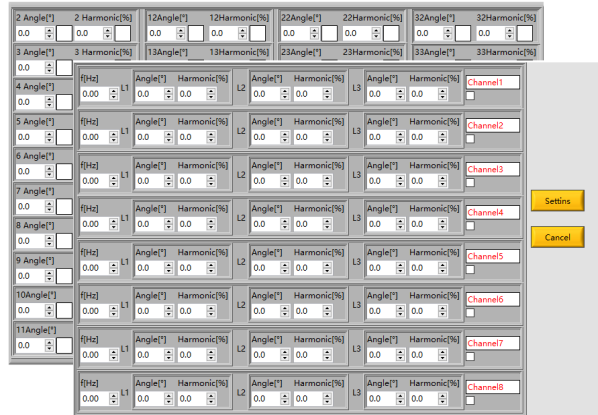 2 Angle[°] 2 Harmonic[%] 12Angle[°] 12Harmonic[%] 22Angle[°] 22Harmonic[%] 32Angle[°] 32Harmonic[%]
0.0 0.0 0.0 0.0 0.0 0.0 0.0 0.0
3 Angle[°] 3 Harmonic[%] 13Angle[°] 13Harmonic[%] 23Angle[°] 23Harmonic[%] 33Angle[°] 33Harmonic[%]
0.0
4 Angle[°]
0.0
5 Angle[°]
0.0
6 Angle[°]
0.0
7 Angle[°]
0.0
8 Angle[°]
0.0
9 Angle[°]
0.0
10Angle[°]
0.0
11Angle[°]
0.0
f[Hz] Angle[°] Harmonic[%] Angle[°] Harmonic[%] Angle[°] Harmonic[%] Channel1
0.00 L1 0.0 0.0 L2 0.0 0.0 L3 0.0 0.0
f[Hz] Angle[°] Harmonic[%] Angle[°] Harmonic[%] Angle[°] Harmonic[%] Channel2
0.00 L1 0.0 0.0 L2 0.0 0.0 L3 0.0 0.0
f[Hz] Angle[°] Harmonic[%] Angle[°] Harmonic[%] Angle[°] Harmonic[%] Channel3
0.00 L1 0.0 0.0 L2 0.0 0.0 L3 0.0 0.0
f[Hz] Angle[°] Harmonic[%] Angle[°] Harmonic[%] Angle[°] Harmonic[%] Channel4
0.00 L1 0.0 0.0 L2 0.0 0.0 L3 0.0 0.0
f[Hz] Angle[°] Harmonic[%] Angle[°] Harmonic[%] Angle[°] Harmonic[%] Channel5
0.00 L1 0.0 0.0 L2 0.0 0.0 L3 0.0 0.0
f[Hz] Angle[°] Harmonic[%] Angle[°] Harmonic[%] Angle[°] Harmonic[%] Channel6
0.00 L1 0.0 0.0 L2 0.0 0.0 L3 0.0 0.0
f[Hz] Angle[°] Harmonic[%] Angle[°] Harmonic[%] Angle[°] Harmonic[%] Channel7
0.00 L1 0.0 0.0 L2 0.0 0.0 L3 0.0 0.0
f[Hz] Angle[°] Harmonic[%] Angle[°] Harmonic[%] Angle[°] Harmonic[%] Channel8
0.00 L1 0.0 0.0 L2 0.0 0.0 L3 0.0 0.0
Settins
Cancel